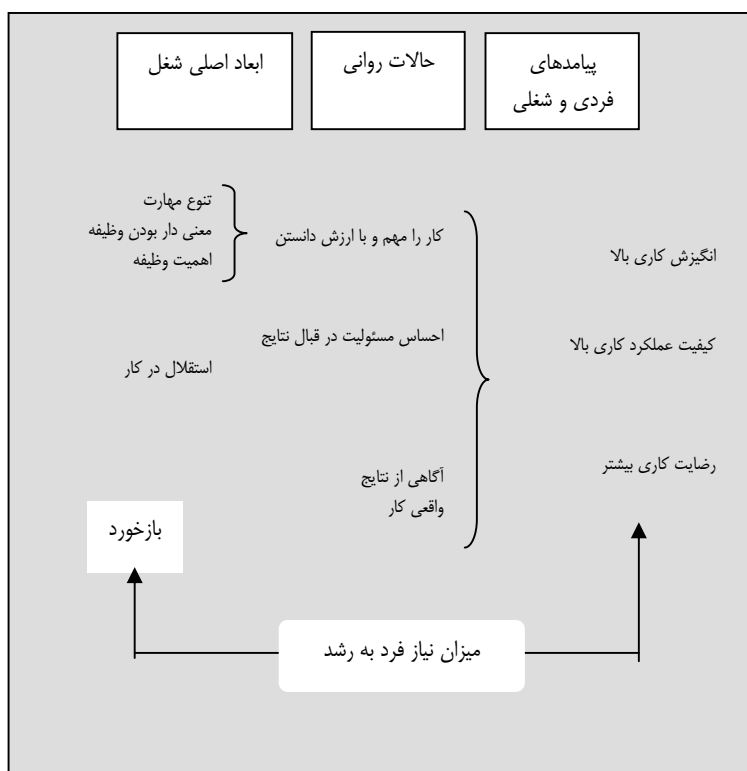 ابعاد اصلی شغل
حالات روانی
پیامدهای
فردی و شغلی
تنوع مهارت
معنی دار بودن وظیفه
اهمیت وظیفه
کار را مهم و با ارزش دانستن
انگیزش کاری بالا
استقلال در کار
احساس مسئولیت در قبال نتایج
کیفیت عملکرد کاری بالا
بازخورد
آگاهی از نتایج
واقعی کار
رضایت کاری بیشتر
میزان نیاز فرد به رشد